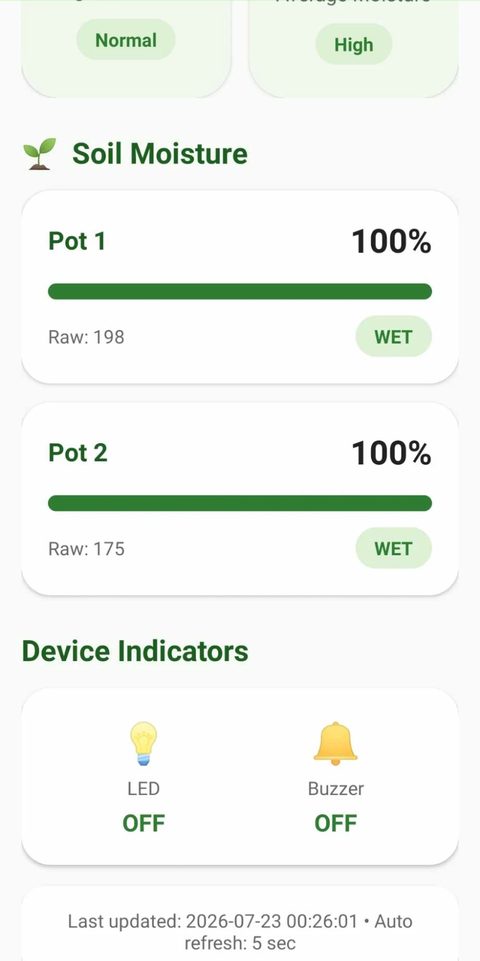 Normal
High
Soil Moisture
Pot 1
100%
Raw: 198
WET
Pot 2
100%
Raw: 175
WET
Device Indicators
LED
Buzzer
OFF
OFF
Last updated: 2026-07-23 00:26:01 • Auto
refresh: 5 sec